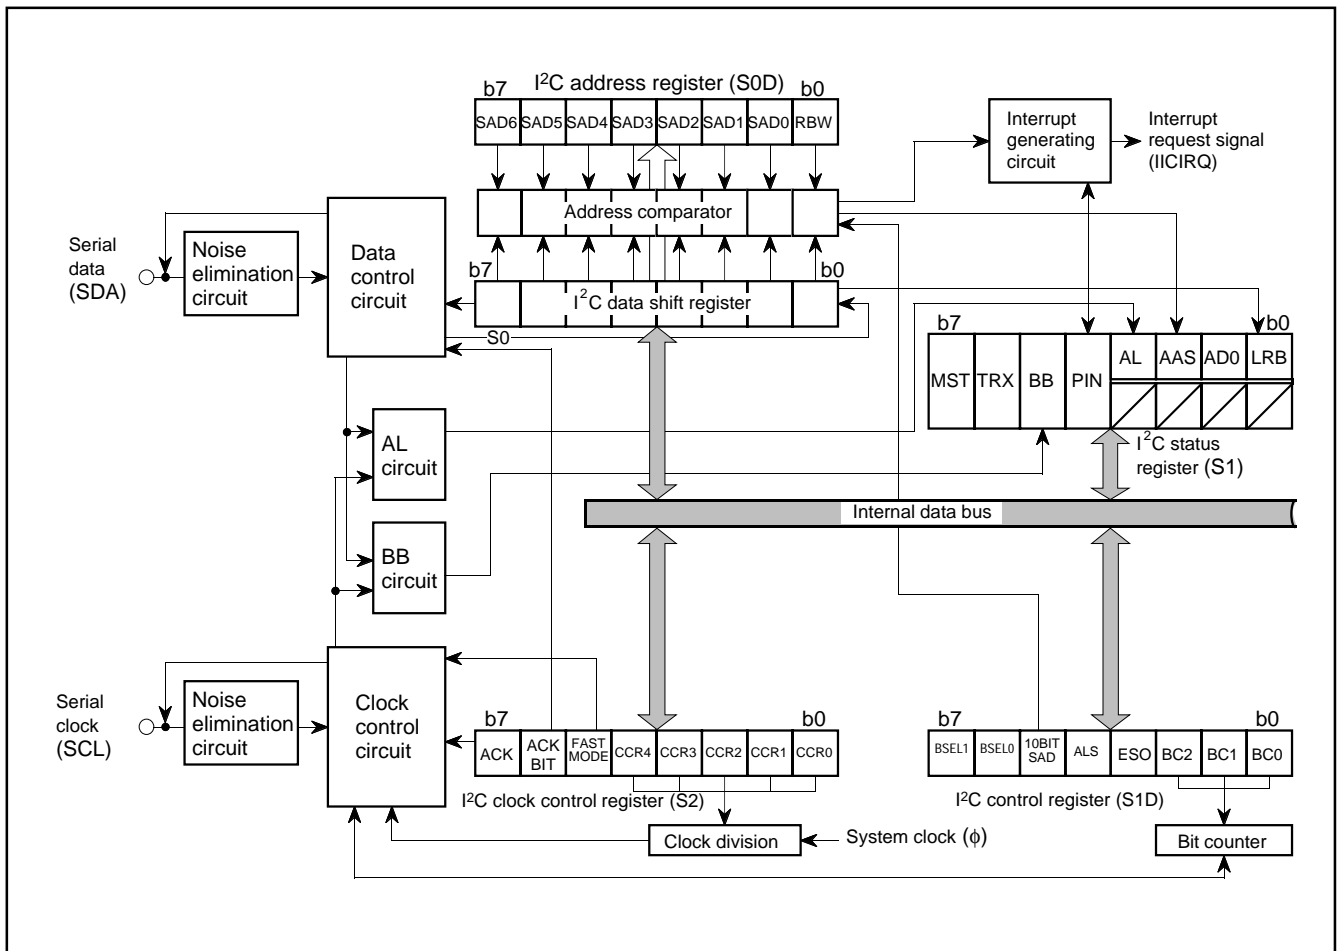 I²C address register (S0D)
b7 b0
SAD6 SAD5 SAD4 SAD3 SAD2 SAD1 SAD0 RBW
Interrupt
generating
circuit
Interrupt
request signal
(IICIRQ)
Address comparator
Serial
data
(SDA)
Noise
elimination
circuit
Data
control
circuit
b7 b0
I²C data shift register
S0
b7 b0
MST TRX BB PIN AL AAS AD0 LRB
I²C status
register (S1)
AL
circuit
Internal data bus
BB
circuit
Serial
clock
(SCL)
Noise
elimination
circuit
Clock
control
circuit
b7 b0
ACK ACK BIT FAST MODE CCR4 CCR3 CCR2 CCR1 CCR0
I²C clock control register (S2)
b7 b0
BSEL1 BSEL0 10BIT SAD ALS ESO BC2 BC1 BC0
I²C control register (S1D)
Clock division
System clock (ϕ)
Bit counter